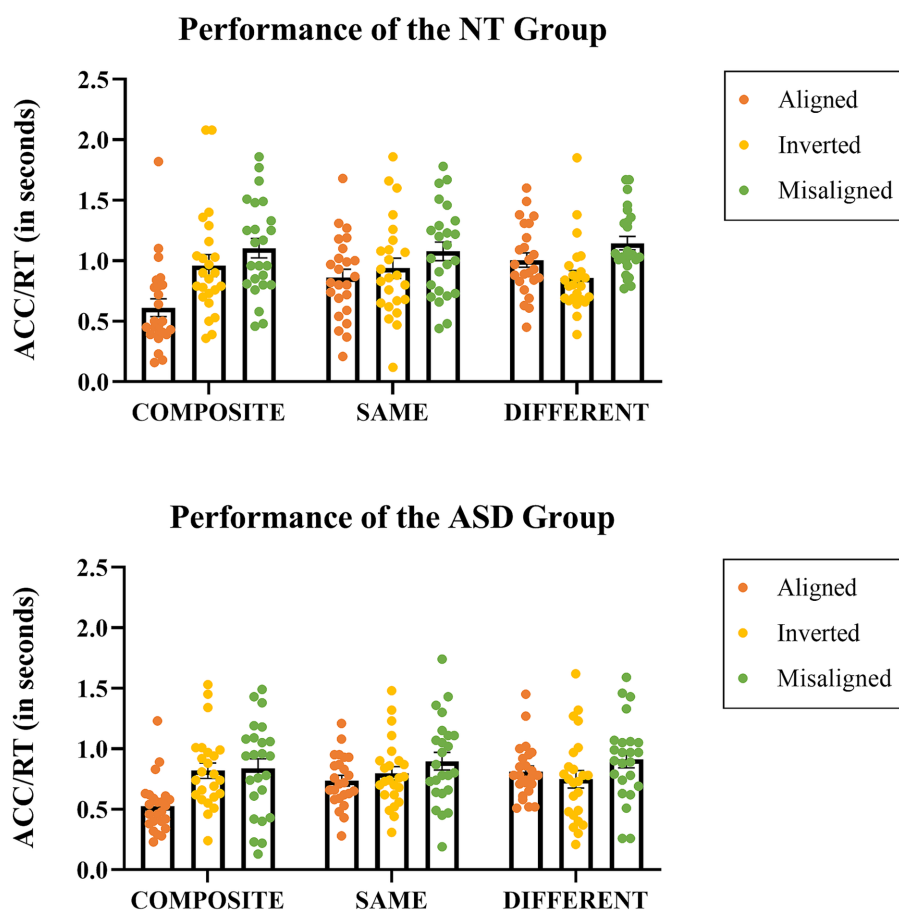 Performance of the NT Group
ACC/RT (in seconds)
2.5
2.0
1.5
1.0
0.5
0.0
COMPOSITE SAME DIFFERENT
Aligned
Inverted
Misaligned
Performance of the ASD Group
ACC/RT (in seconds)
2.5
2.0
1.5
1.0
0.5
0.0
COMPOSITE SAME DIFFERENT
Aligned
Inverted
Misaligned